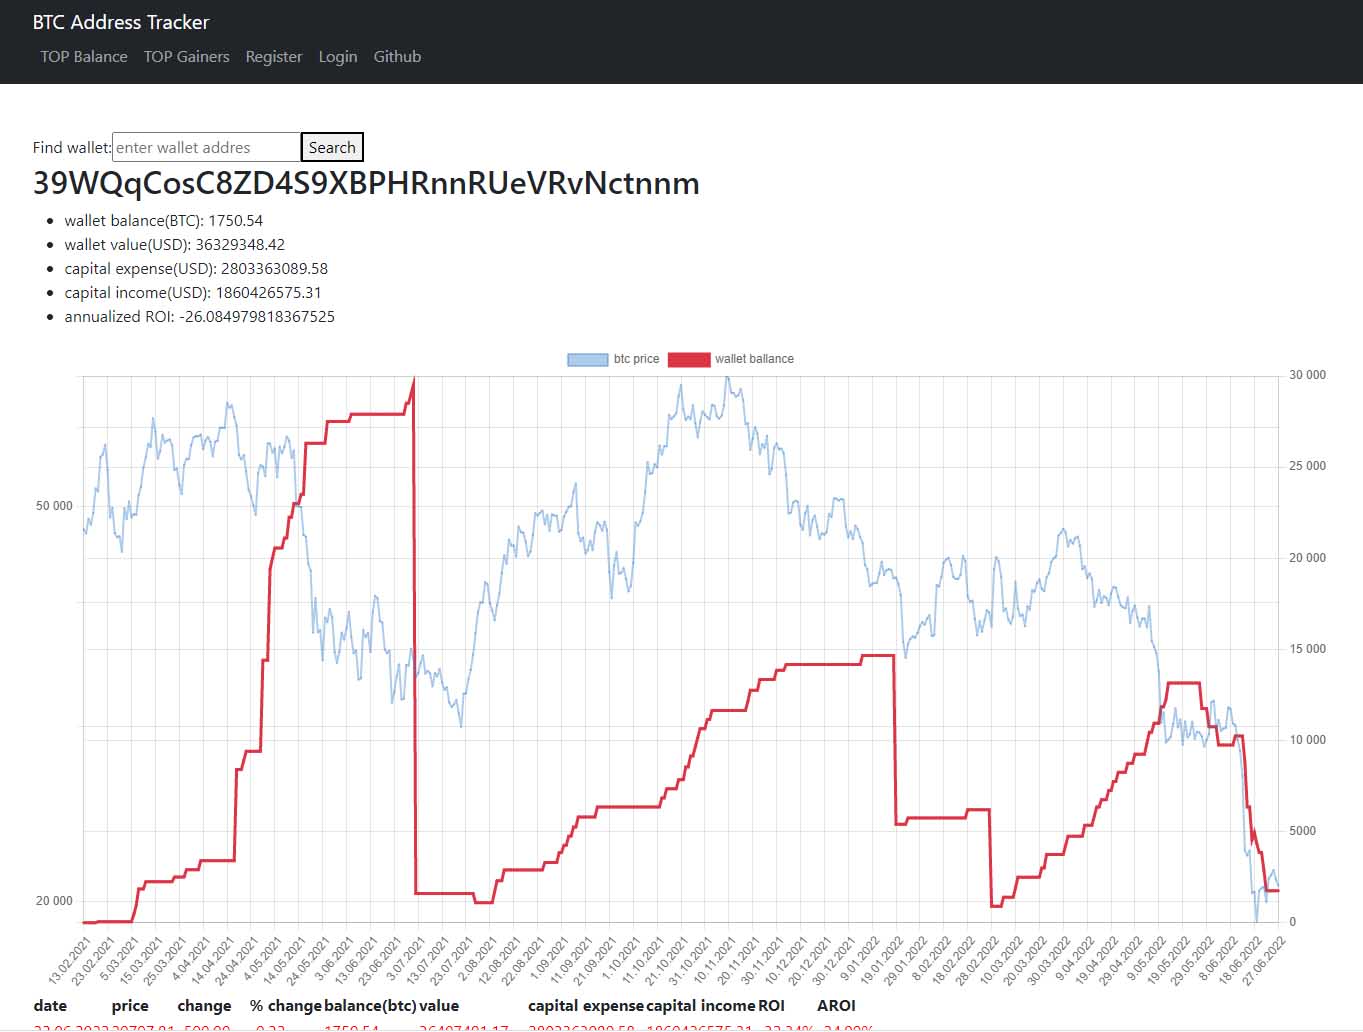 BTC Address Tracker
TOP Balance TOP Gainers Register Login Github
Find wallet: enter wallet addres Search
39WQqCosC8ZD4S9XBPHRnnRUeVRvNctnnm
wallet balance(BTC): 1750.54
wallet value(USD): 36329348.42
capital expense(USD): 2803363089.58
capital income(USD): 1860426575.31
annualized ROI: -26.084979818367525
btc price wallet ballance
30 000
25 000
50 000
20 000
15 000
10 000
5000
20 000
0
13.02.2021 23.02.2021 5.03.2021 15.03.2021 25.03.2021 4.04.2021 14.04.2021 24.04.2021 4.05.2021 14.05.2021 24.05.2021 3.06.2021 13.06.2021 23.06.2021 3.07.2021 13.07.2021 23.07.2021 2.08.2021 12.08.2021 22.08.2021 1.09.2021 11.09.2021 21.09.2021 1.10.2021 11.10.2021 21.10.2021 31.10.2021 10.11.2021 20.11.2021 30.11.2021 10.12.2021 20.12.2021 30.12.2021 9.01.2022 19.01.2022 29.01.2022 8.02.2022 18.02.2022 28.02.2022 10.03.2022 20.03.2022 30.03.2022 9.04.2022 19.04.2022 29.04.2022 9.05.2022 19.05.2022 29.05.2022 8.06.2022 18.06.2022 27.06.2022
date price change % change balance(btc) value capital expense capital income ROI AROI